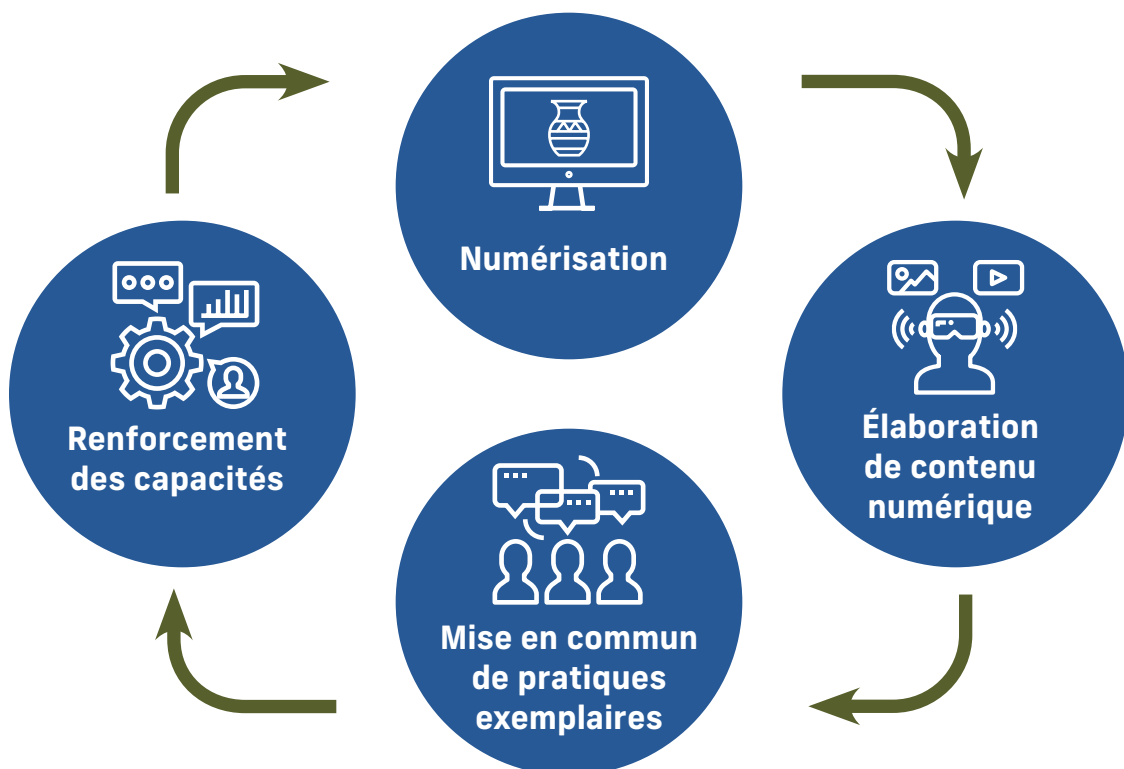 Numérisation
Élaboration
de contenu
numérique
Mise en commun
de pratiques
exemplaires
Renforcement
des capacités